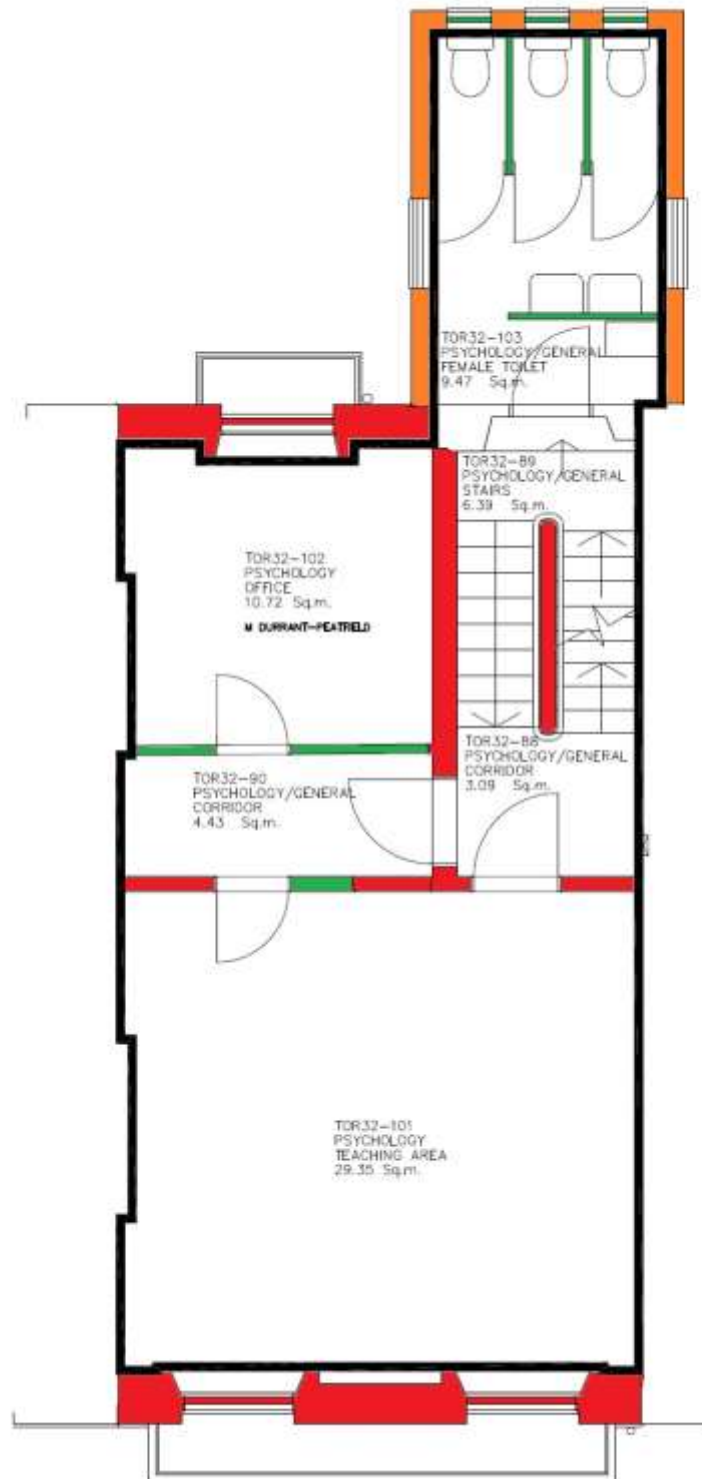 TOR32-103
PSYCHOLOGY/GENERAL
FEMALE TOILET
9.47 Sq.m.
TOR32-89
PSYCHOLOGY/GENERAL
STAIRS
6.39 Sq.m.
TOR32-102
PSYCHOLOGY
OFFICE
10.72 Sq.m.
M DURRANT-PEATFIELD
TOR32-88
PSYCHOLOGY/GENERAL
CORRIDOR
3.09 Sq.m.
TOR32-90
PSYCHOLOGY/GENERAL
CORRIDOR
4.43 Sq.m.
TOR32-101
PSYCHOLOGY
TEACHING AREA
29.35 Sq.m.